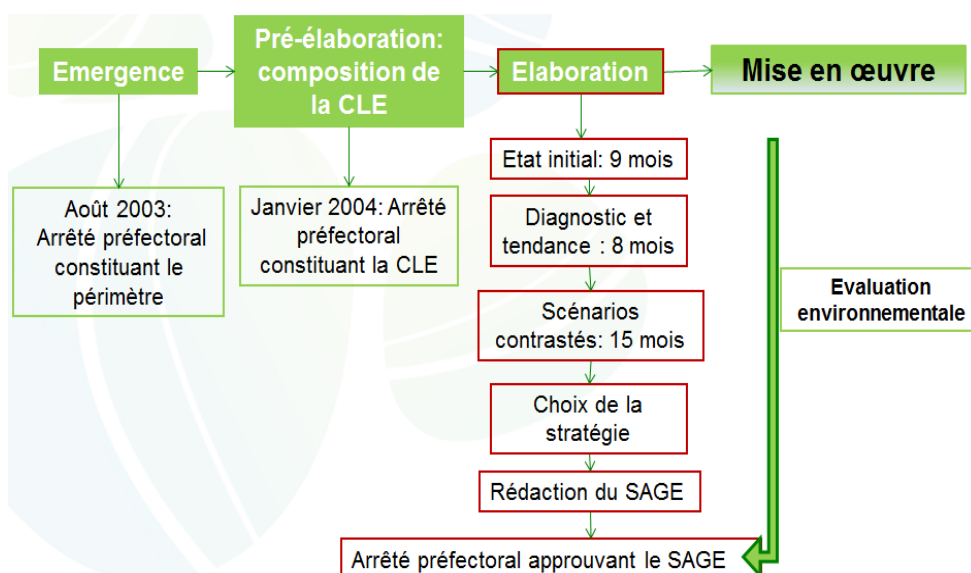 Emergence
Pré-élaboration:
composition de
la CLE
Elaboration
Mise en œuvre
Août 2003:
Arrêté préfectoral
constituant le
périmètre
Janvier 2004: Arrêté
préfectoral
constituant la CLE
Etat initial: 9 mois
Diagnostic et
tendance : 8 mois
Scénarios
contrastés: 15 mois
Choix de la
stratégie
Rédaction du SAGE
Arrêté préfectoral approuvant le SAGE
Evaluation
environnementale